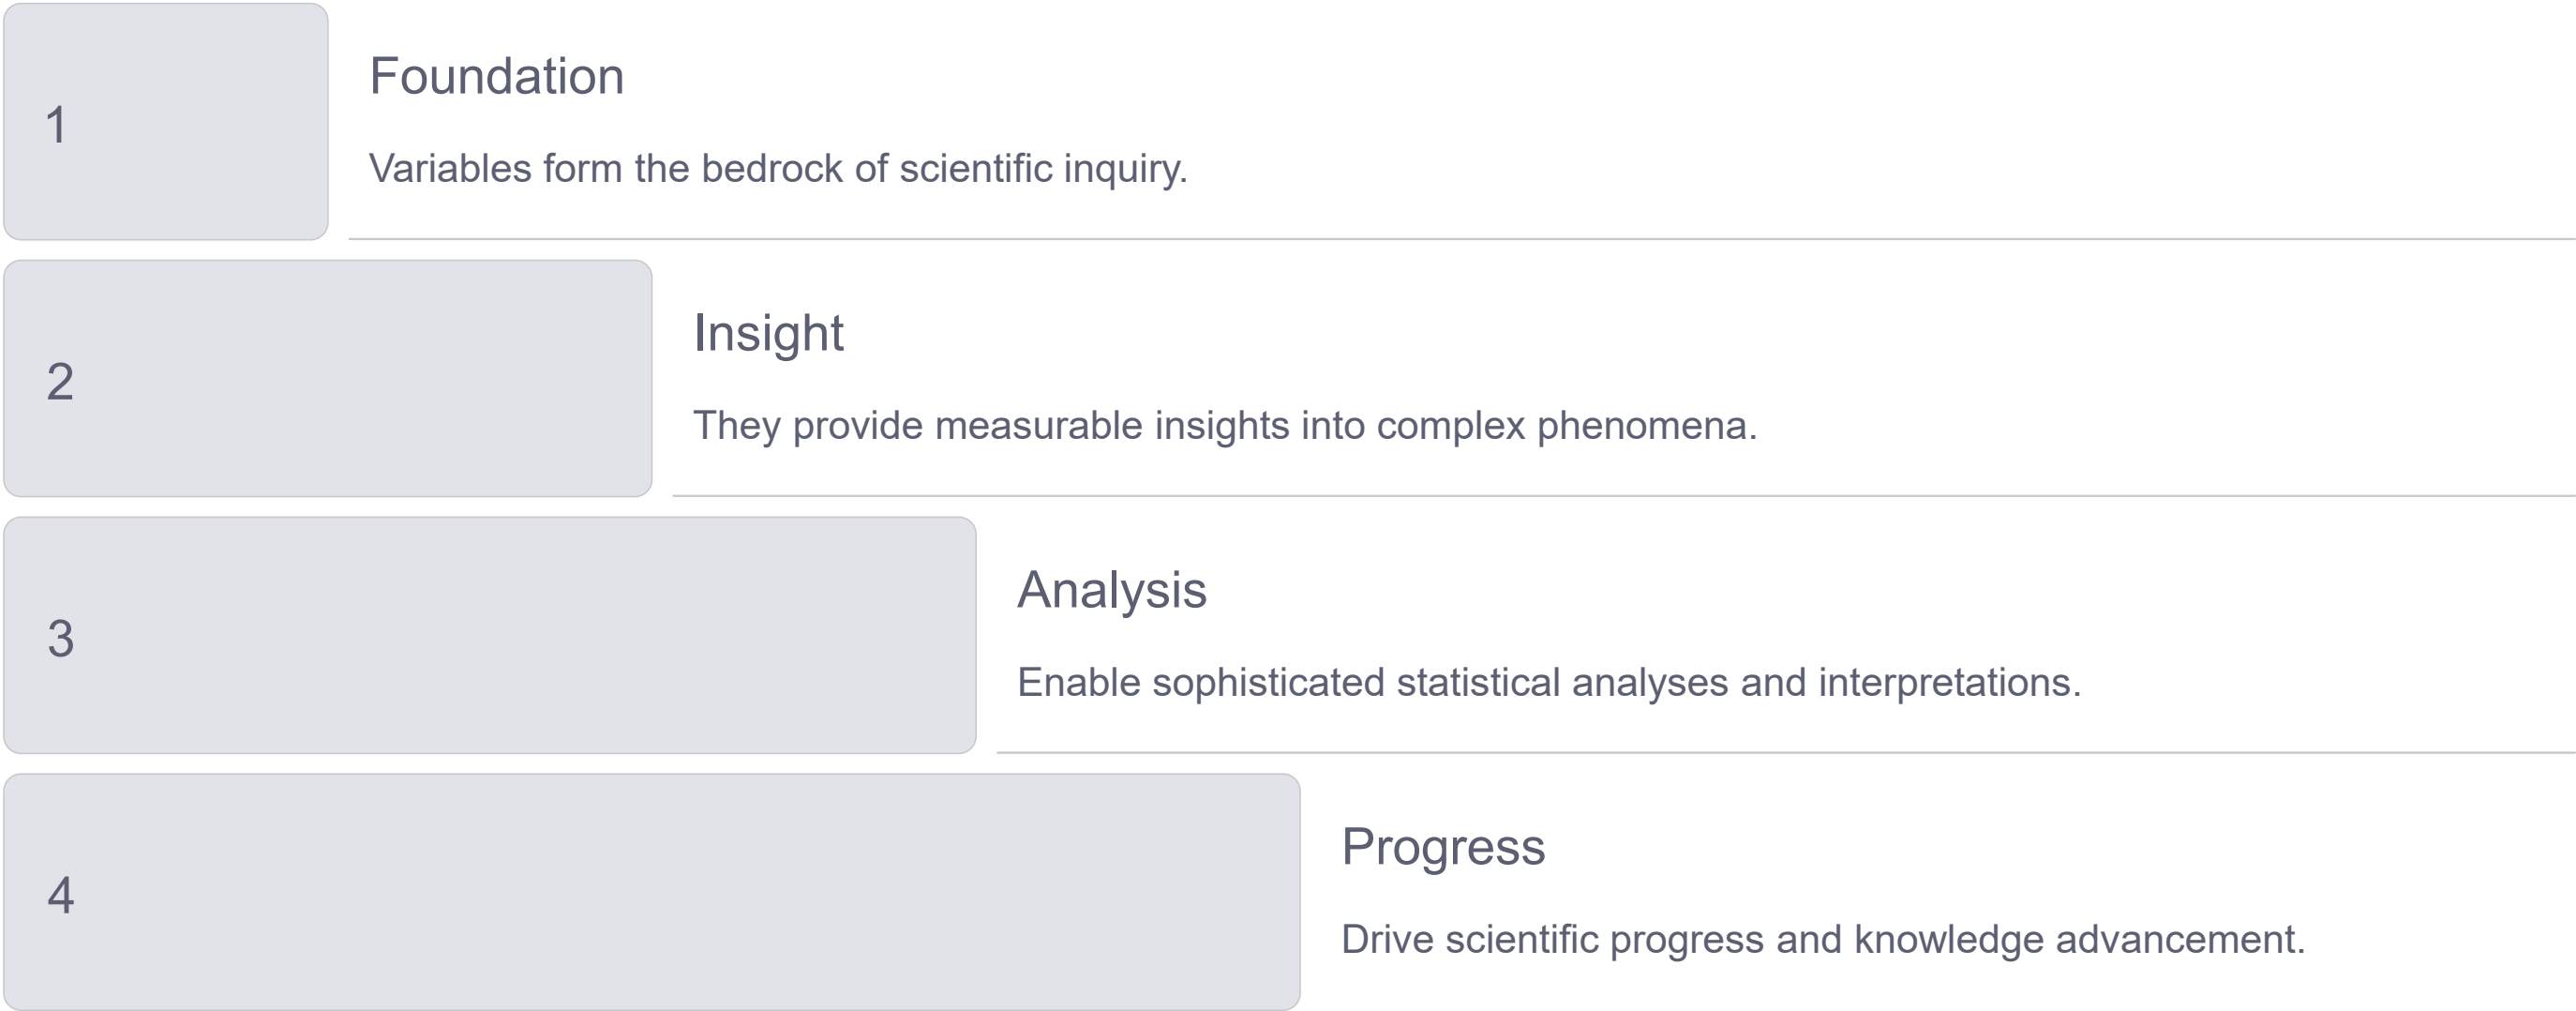 1
Foundation
Variables form the bedrock of scientific inquiry.
2
Insight
They provide measurable insights into complex phenomena.
3
Analysis
Enable sophisticated statistical analyses and interpretations.
4
Progress
Drive scientific progress and knowledge advancement.